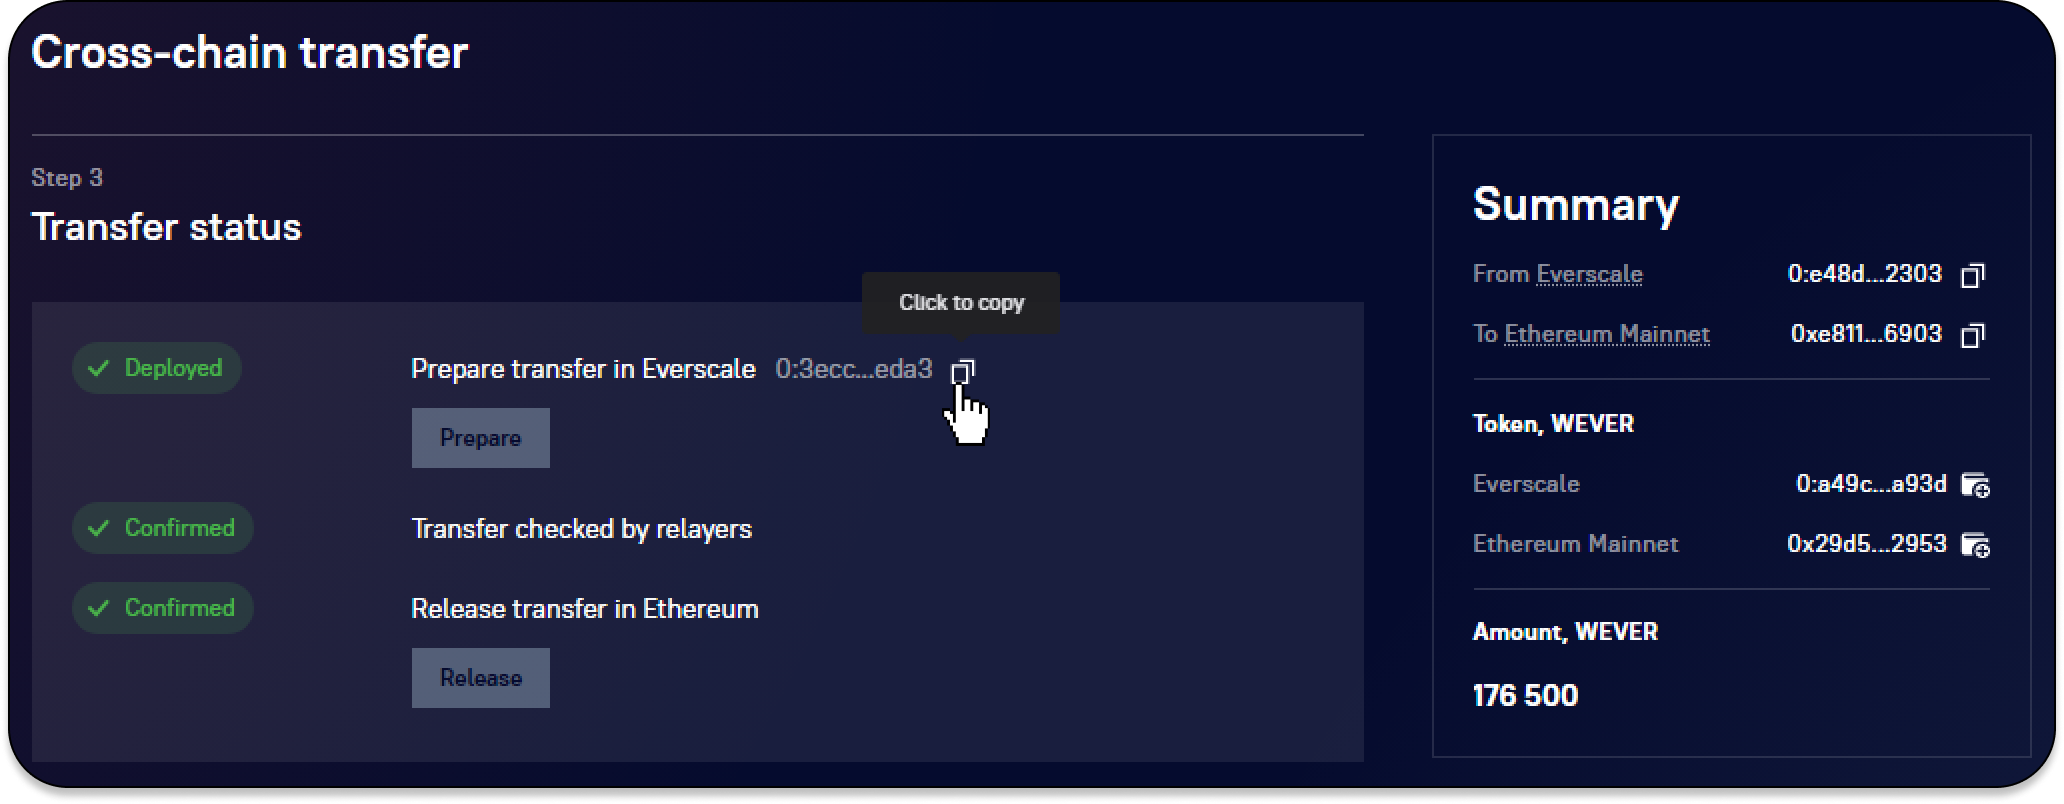 Cross-chain transfer
Step 3
Transfer status
Click to copy
Deployed
Prepare transfer in Everscale 0:3ecc...eda3
Prepare
Confirmed
Transfer checked by relayers
Confirmed
Release transfer in Ethereum
Release
Summary
From Everscale 0:e48d...2303
To Ethereum Mainnet 0xe811...6903
Token, WEVER
Everscale 0:a49c...a93d
Ethereum Mainnet 0x29d5...2953
Amount, WEVER
176 500